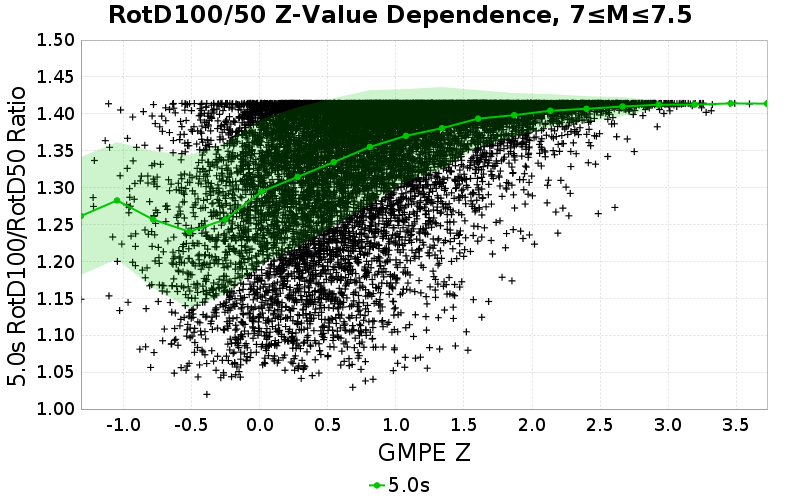 RotD100/50 Z-Value Dependence, 7≤M≤7.5
5.0s RotD100/RotD50 Ratio
1.50
1.45
1.40
1.35
1.30
1.25
1.20
1.15
1.10
1.05
1.00
-1.0 -0.5 0.0 0.5 1.0 1.5 2.0 2.5 3.0 3.5
GMPE Z
5.0s